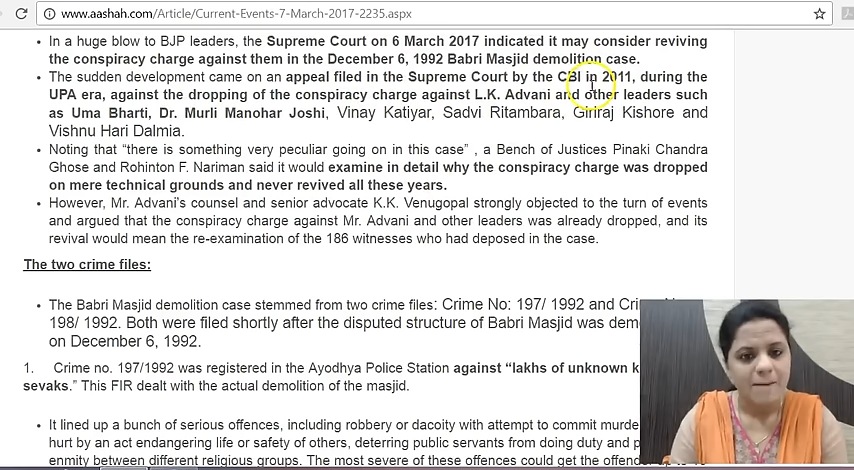 www.aashah.com/Article/Current-Events-7-March-2017-2235.aspx
• In a huge blow to BJP leaders, the Supreme Court on 6 March 2017 indicated it may consider reviving
the conspiracy charge against them in the December 6, 1992 Babri Masjid demolition case.
• The sudden development came on an appeal filed in the Supreme Court by the CBI in 2011, during the
UPA era, against the dropping of the conspiracy charge against L.K. Advani and other leaders such
as Uma Bharti, Dr. Murli Manohar Joshi, Vinay Katiyar, Sadvi Ritambara, Giriraj Kishore and
Vishnu Hari Dalmia.
• Noting that “there is something very peculiar going on in this case” , a Bench of Justices Pinaki Chandra
Ghose and Rohinton F. Nariman said it would examine in detail why the conspiracy charge was dropped
on mere technical grounds and never revived all these years.
• However, Mr. Advani’s counsel and senior advocate K.K. Venugopal strongly objected to the turn of events
and argued that the conspiracy charge against Mr. Advani and other leaders was already dropped, and its
revival would mean the re-examination of the 186 witnesses who had deposed in the case.
The two crime files:
• The Babri Masjid demolition case stemmed from two crime files: Crime No: 197/ 1992 and
198/ 1992. Both were filed shortly after the disputed structure of Babri Masjid was
on December 6, 1992.
1. Crime no. 197/1992 was registered in the Ayodhya Police Station against “lakhs of unknown
sevaks.” This FIR dealt with the actual demolition of the masjid.
• It lined up a bunch of serious offences, including robbery or dacoity with attempt to commit
hurt by an act endangering life or safety of others, deterring public servants from doing duty and
enmity between different religious groups. The most severe of these offences could get the